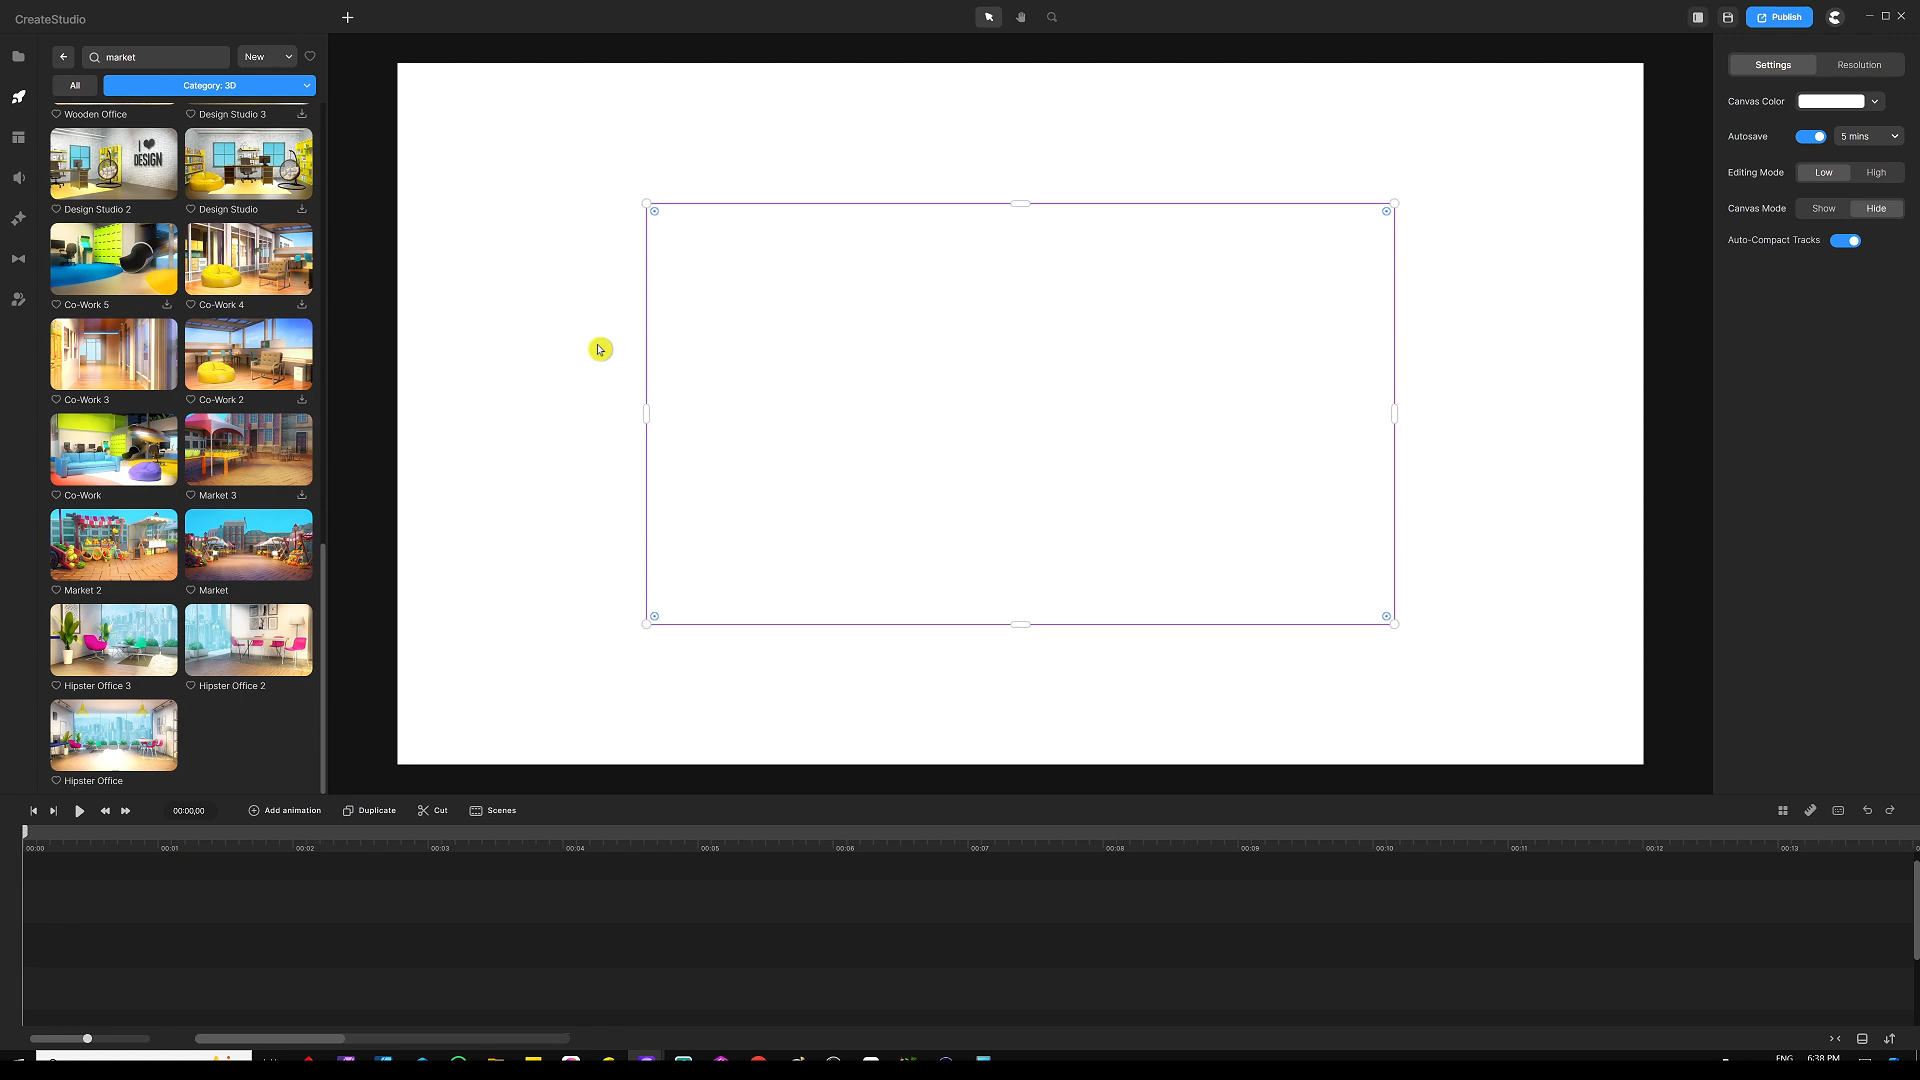 CreateStudio
Publish
market
New
All
Category: 3D
Wooden Office
Design Studio 3
I
DESIGN
Design Studio 2
Design Studio
Co-Work 5
Co-Work 4
Co-Work 3
Co-Work 2
Co-Work
Market 3
Market 2
Market
Hipster Office 3
Hipster Office 2
Hipster Office
Settings
Resolution
Canvas Color
Autosave
5 mins
Editing Mode
Low
High
Canvas Mode
Show
Hide
Auto-Compact Tracks
00:00,00
Add animation
Duplicate
Cut
Scenes
00:00
00:01
00:02
00:03
00:04
00:05
00:06
00:07
00:08
00:09
00:10
00:11
00:12
00:13
ENG
6:38 PM